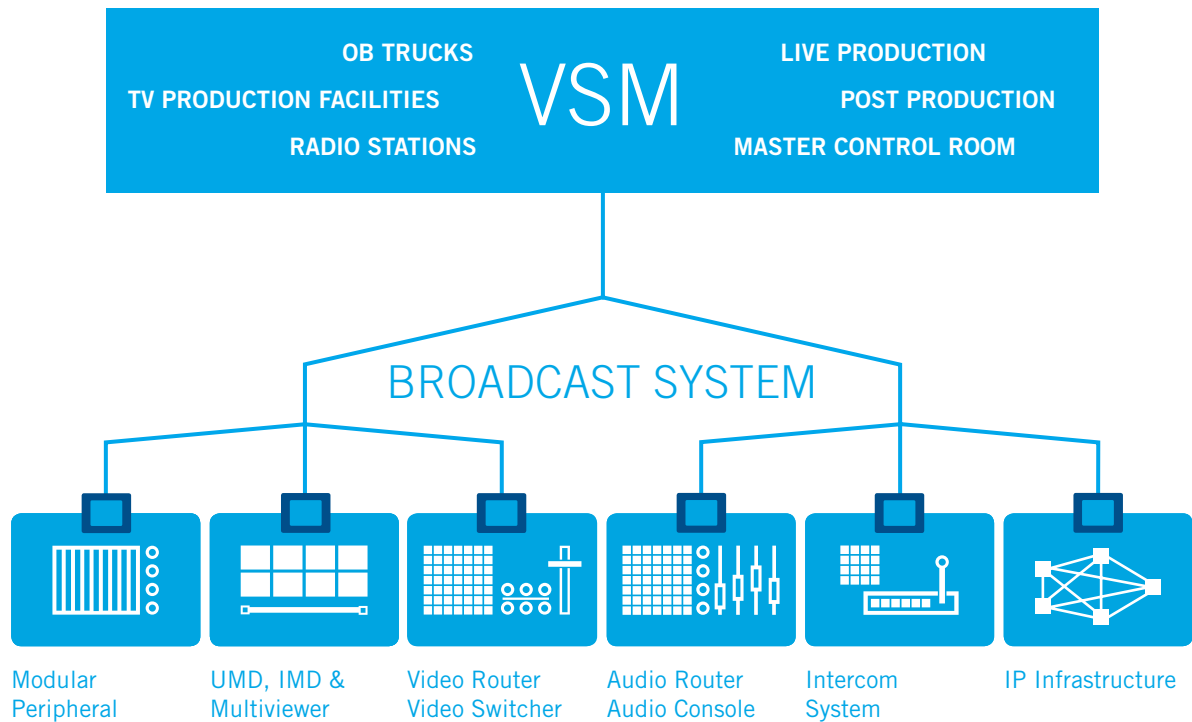 OB TRUCKS
TV PRODUCTION FACILITIES
RADIO STATIONS
VSM
LIVE PRODUCTION
POST PRODUCTION
MASTER CONTROL ROOM
BROADCAST SYSTEM
Modular
Peripheral
UMD, IMD &
Multiviewer
Video Router
Video Switcher
Audio Router
Audio Console
Intercom
System
IP Infrastructure